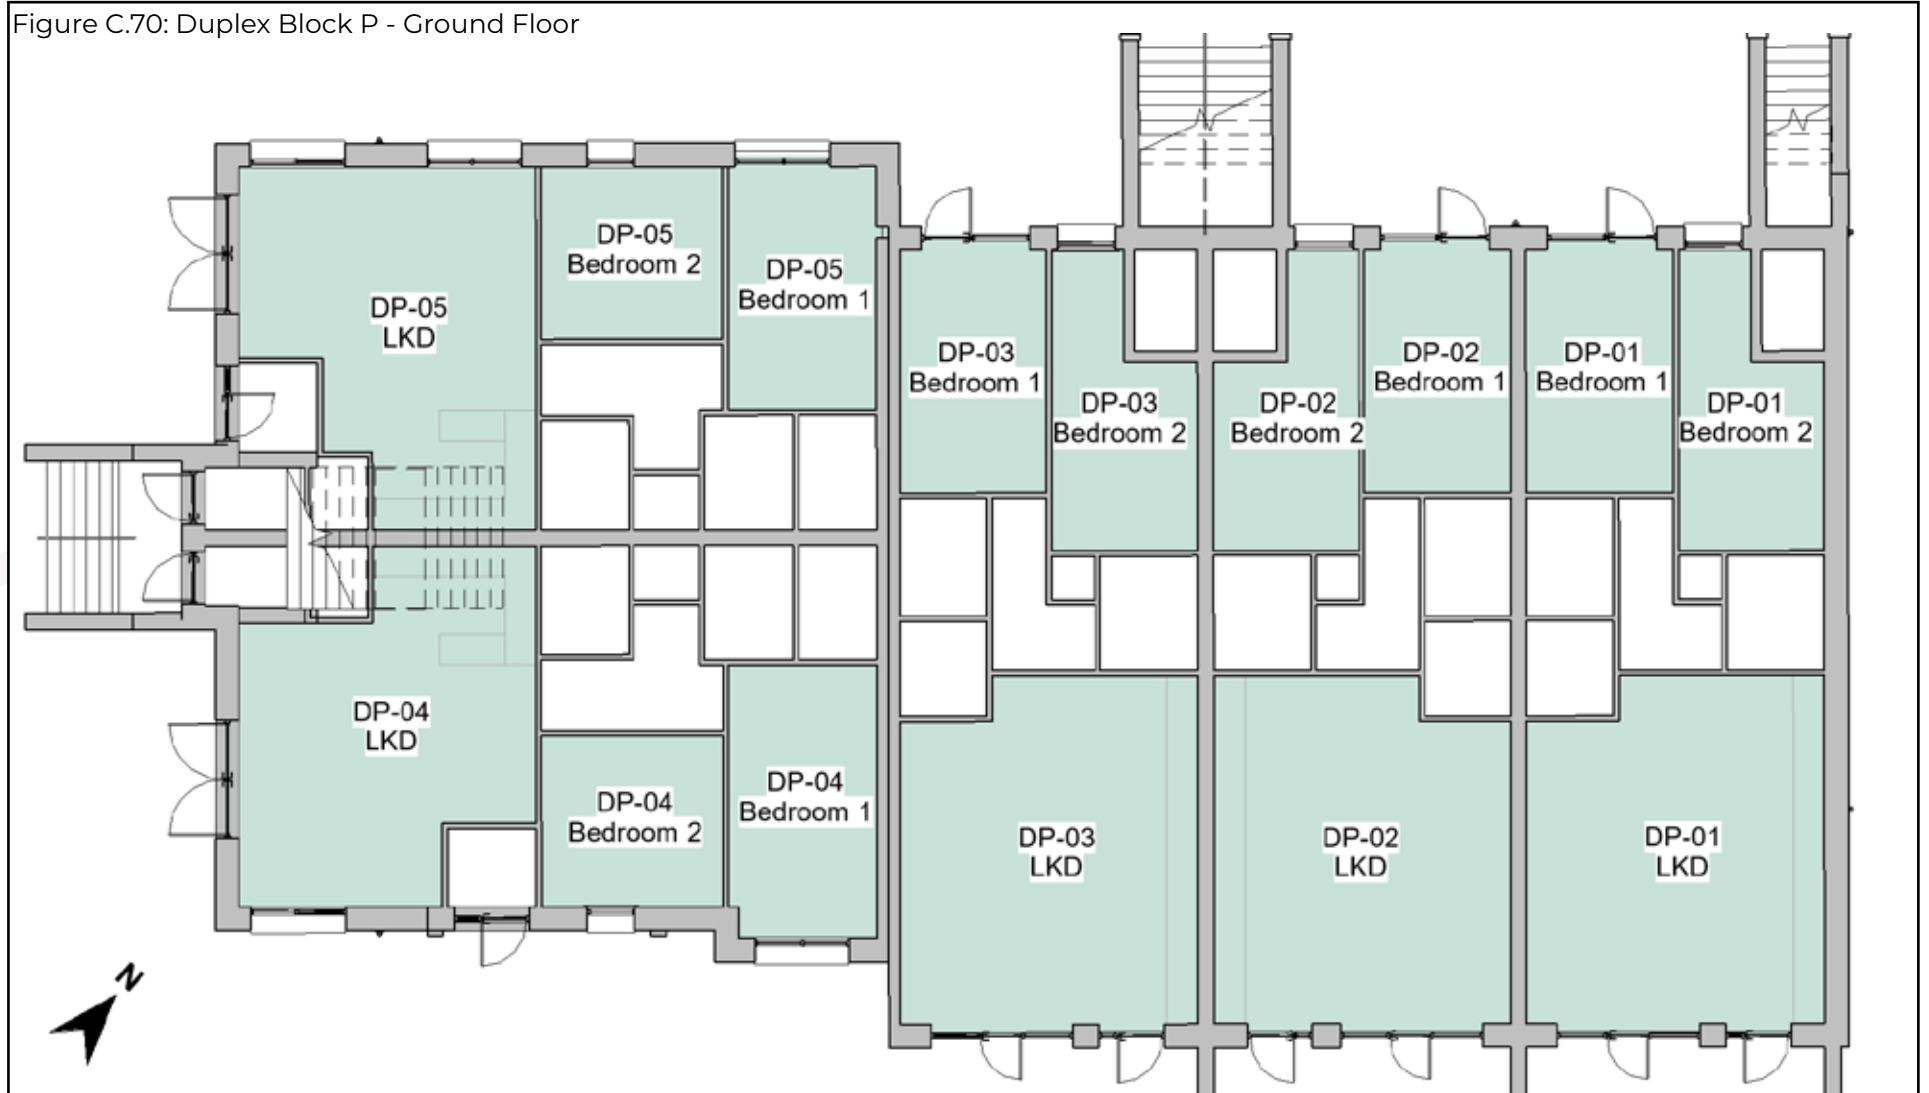 Figure C.70: Duplex Block P - Ground Floor
DP-05
LKD
DP-05
Bedroom 2
DP-05
Bedroom 1
DP-03
Bedroom 1
DP-03
Bedroom 2
DP-02
Bedroom 2
DP-02
Bedroom 1
DP-01
Bedroom 1
DP-01
Bedroom 2
DP-04
LKD
DP-04
Bedroom 2
DP-04
Bedroom 1
DP-03
LKD
DP-02
LKD
DP-01
LKD
N